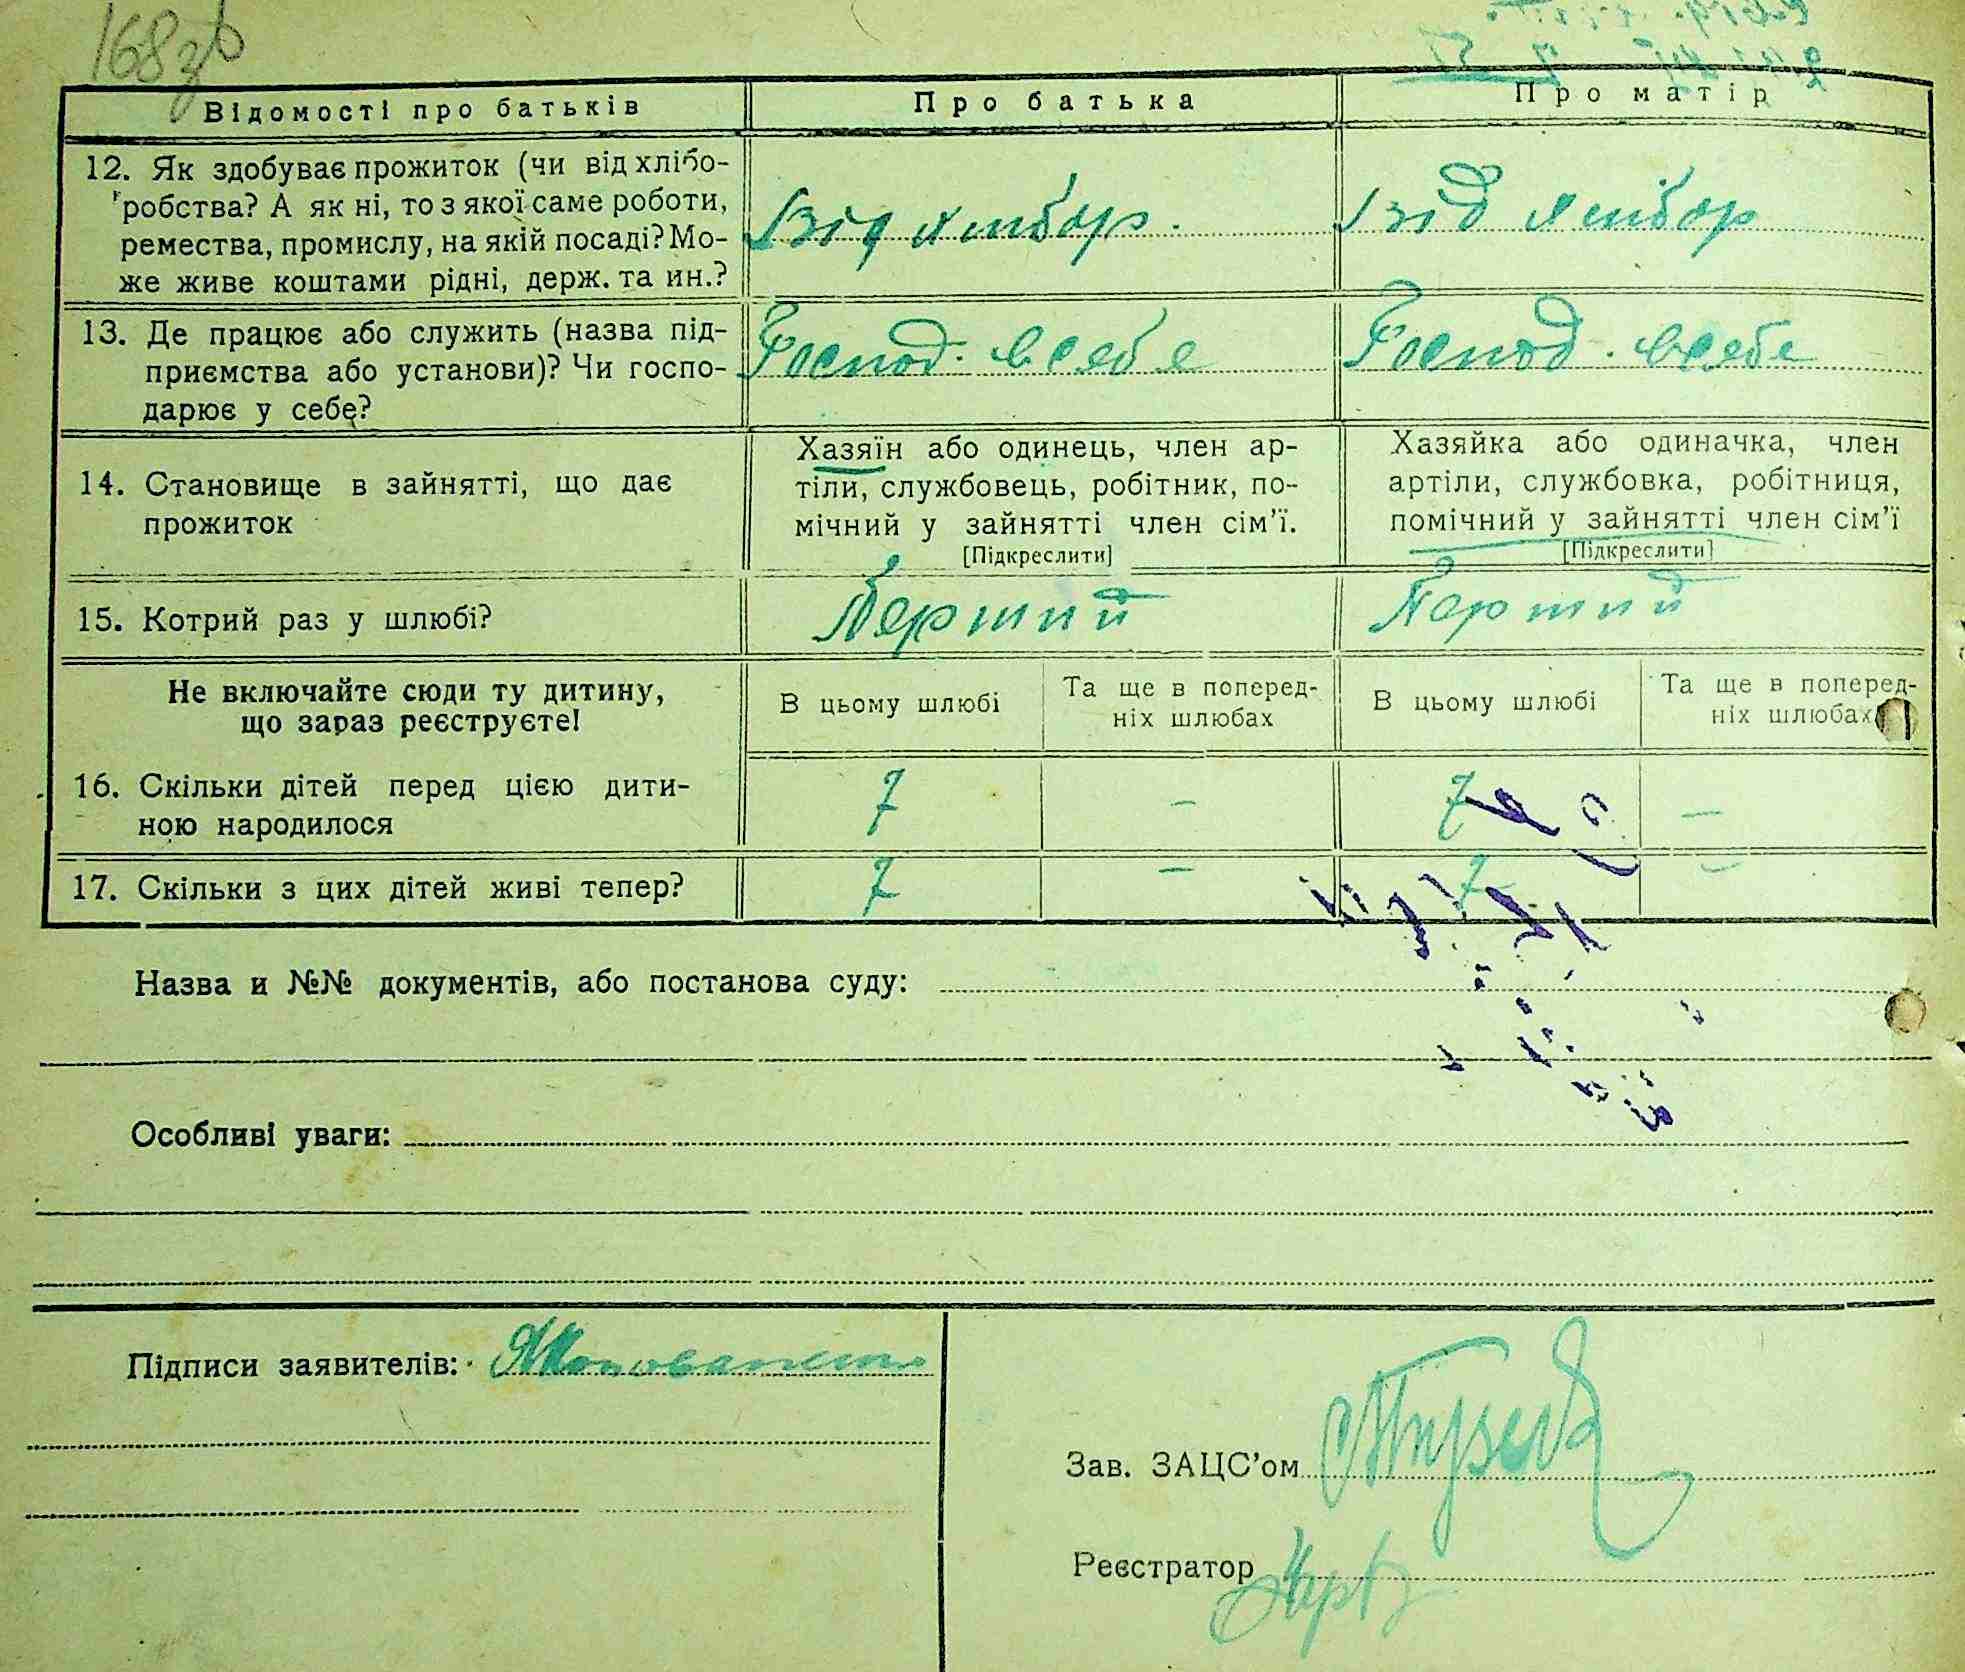 168зв
Відомості про батьків
Про батька
Про матір
12. Як здобуває прожиток (чи від хлібо-
робства? А як ні, то з якої саме роботи,
ремества, промислу, на якій посаді? Мо-
же живе коштами рідні, держ. та ин.?
Від хлібор.
Від хлібор
13. Де працює або служить (назва під-
приємства або установи)? Чи госпо-
дарює у себе?
Господ. в себе
Господ. в себе
14. Становище в зайнятті, що дає
прожиток
Хазяїн або одинець, член ар-
тіли, службовець, робітник, по-
мічний у зайнятті член сім'ї.
[Підкреслити]
Хазяйка або одиначка, член
артіли, службовка, робітниця,
помічний у зайнятті член сім'ї
[Підкреслити]
15. Котрий раз у шлюбі?
Перший
Перший
Не включайте сюди ту дитину,
що зараз реєструєте!
В цьому шлюбі
Та ще в поперед-
ніх шлюбах
В цьому шлюбі
Та ще в поперед-
ніх шлюбах
16. Скільки дітей перед цією дити-
ною народилося
7 – 7 –
17. Скільки з цих дітей живі тепер?
7 – 7 –
Назва и №№ документів, або постанова суду:
Особливі уваги:
Підписи заявителів:
Зав. ЗАЦС'ом
Реєстратор